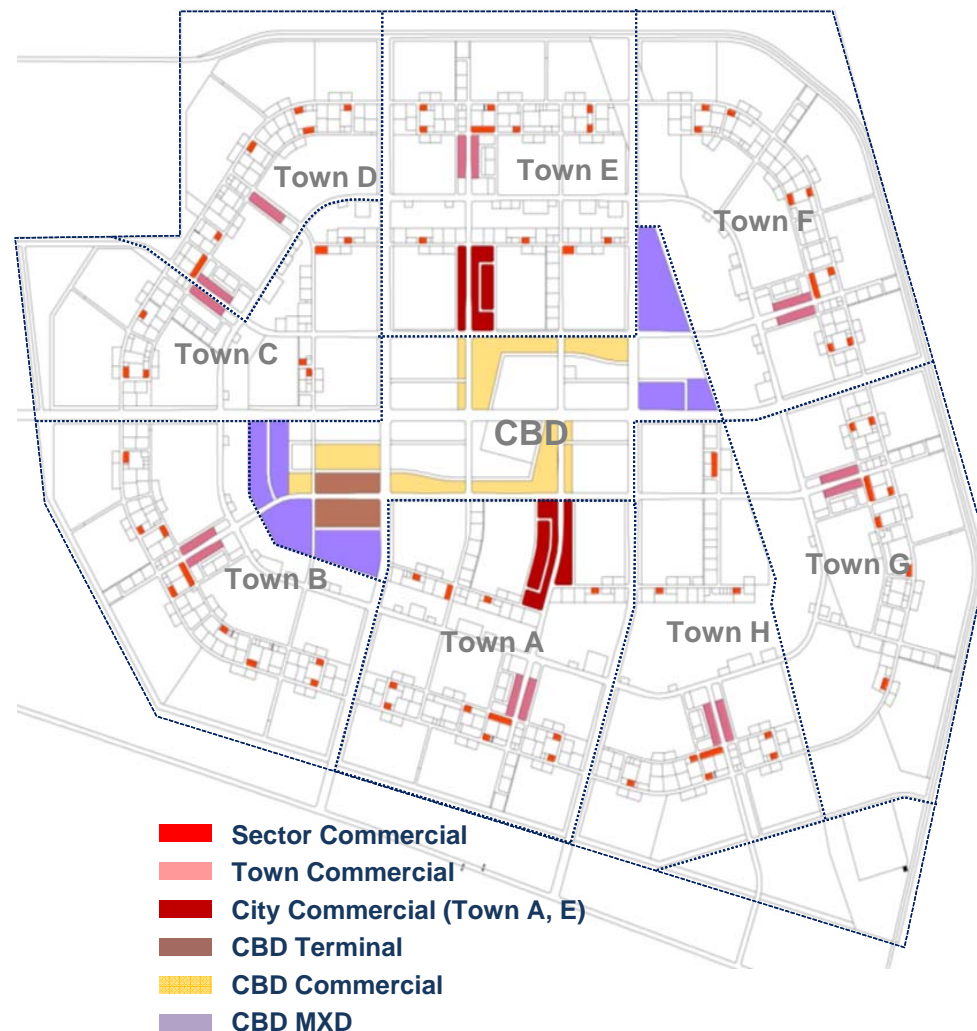 Town D
Town E
Town F
Town C
CBD
Town B
Town G
Town A
Town H
Sector Commercial
Town Commercial
City Commercial (Town A, E)
CBD Terminal
CBD Commercial
CBD MXD